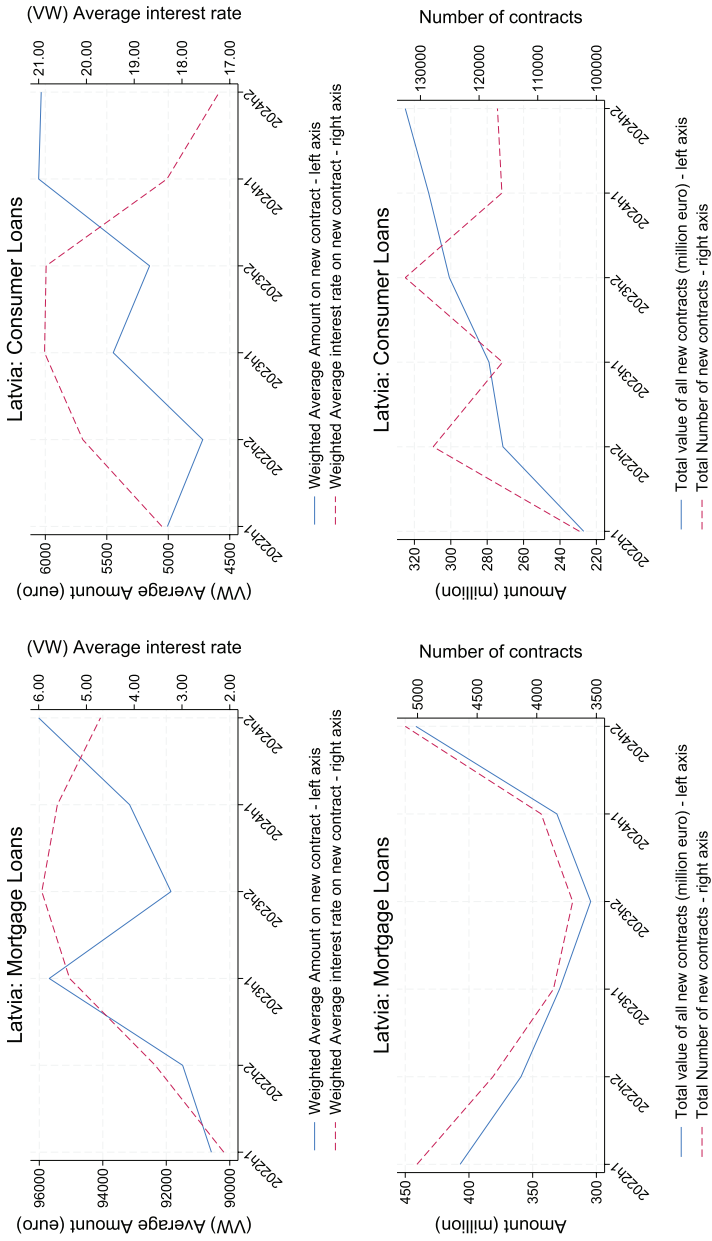 Latvia: Mortgage Loans
(VW) Average Amount (euro)
96000
94000
92000
90000
(VW) Average interest rate
6.00
5.00
4.00
3.00
2.00
2022h1
2022h2
2023h1
2023h2
2024h1
2024h2
Weighted Average Amount on new contract - left axis
Weighted Average interest rate on new contract - right axis
Latvia: Consumer Loans
(VW) Average Amount (euro)
6000
5500
5000
4500
(VW) Average interest rate
21.00
20.00
19.00
18.00
17.00
2022h1
2022h2
2023h1
2023h2
2024h1
2024h2
Weighted Average Amount on new contract - left axis
Weighted Average interest rate on new contract - right axis
Latvia: Mortgage Loans
Amount (million)
450
400
350
300
Number of contracts
5000
4500
4000
3500
2022h1
2022h2
2023h1
2023h2
2024h1
2024h2
Total value of all new contracts (million euro) - left axis
Total Number of new contracts - right axis
Latvia: Consumer Loans
Amount (million)
320
300
280
260
240
220
Number of contracts
130000
120000
110000
100000
2022h1
2022h2
2023h1
2023h2
2024h1
2024h2
Total value of all new contracts (million euro) - left axis
Total Number of new contracts - right axis